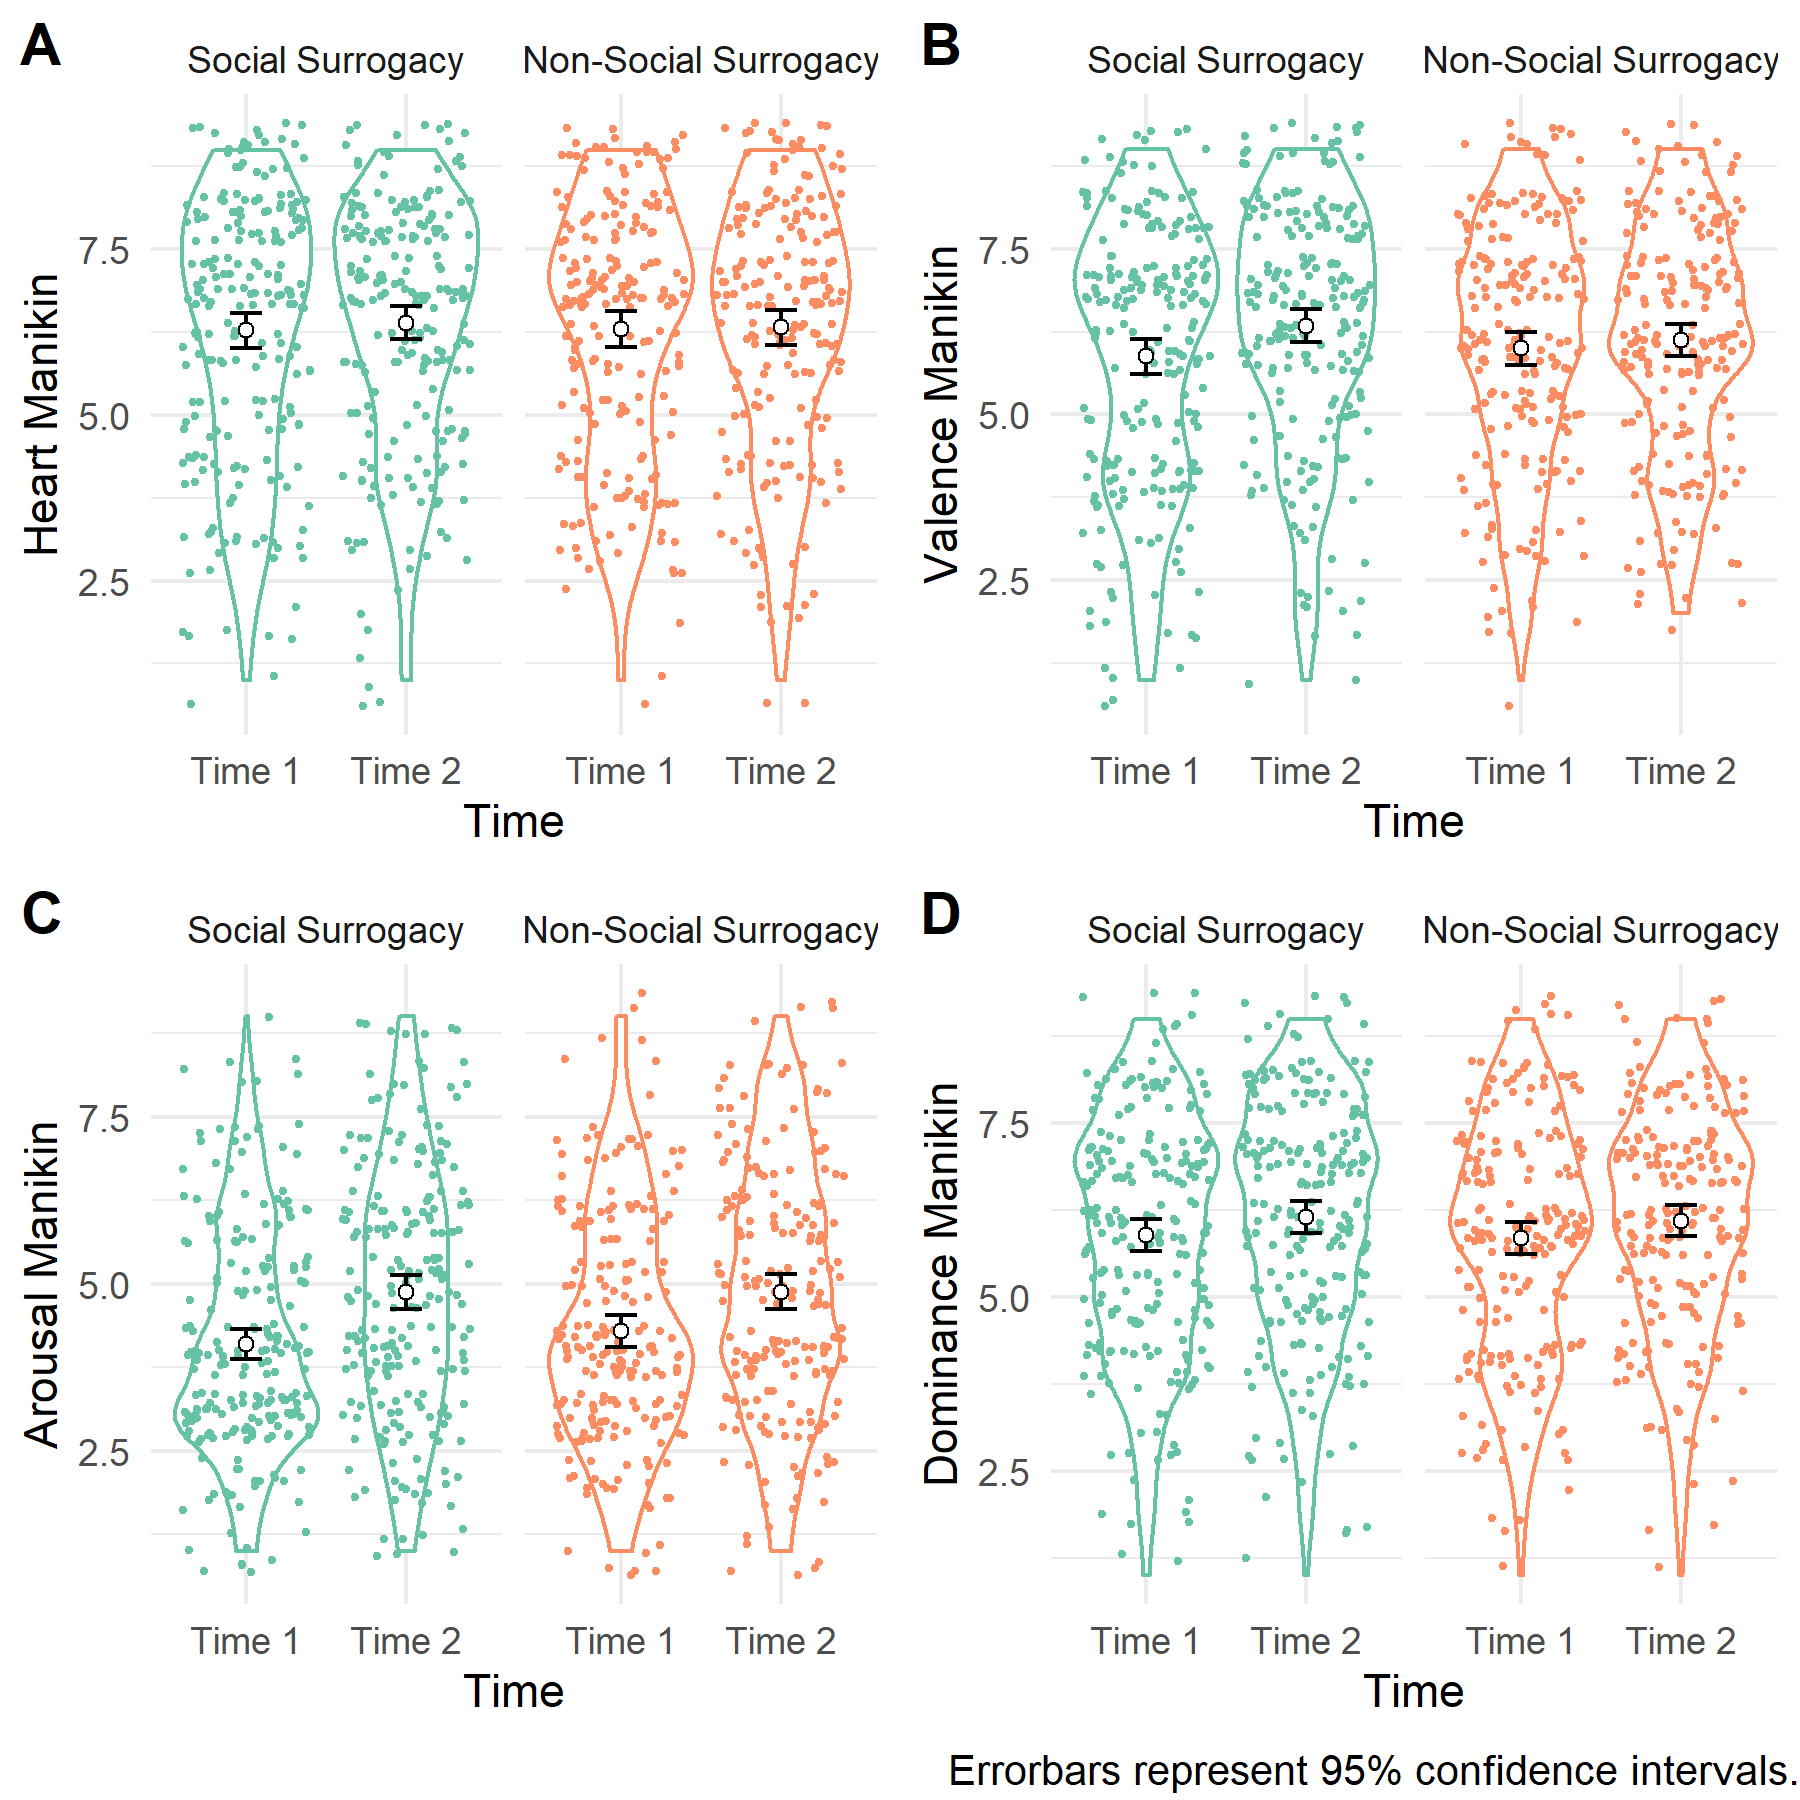 A
Social Surrogacy
Non-Social Surrogacy
Heart Manikin
7.5
5.0
2.5
Time 1
Time 2
Time 1
Time 2
Time
B
Social Surrogacy
Non-Social Surrogacy
Valence Manikin
7.5
5.0
2.5
Time 1
Time 2
Time 1
Time 2
Time
C
Social Surrogacy
Non-Social Surrogacy
Arousal Manikin
7.5
5.0
2.5
Time 1
Time 2
Time 1
Time 2
Time
D
Social Surrogacy
Non-Social Surrogacy
Dominance Manikin
7.5
5.0
2.5
Time 1
Time 2
Time 1
Time 2
Time
Errorbars represent 95% confidence intervals.